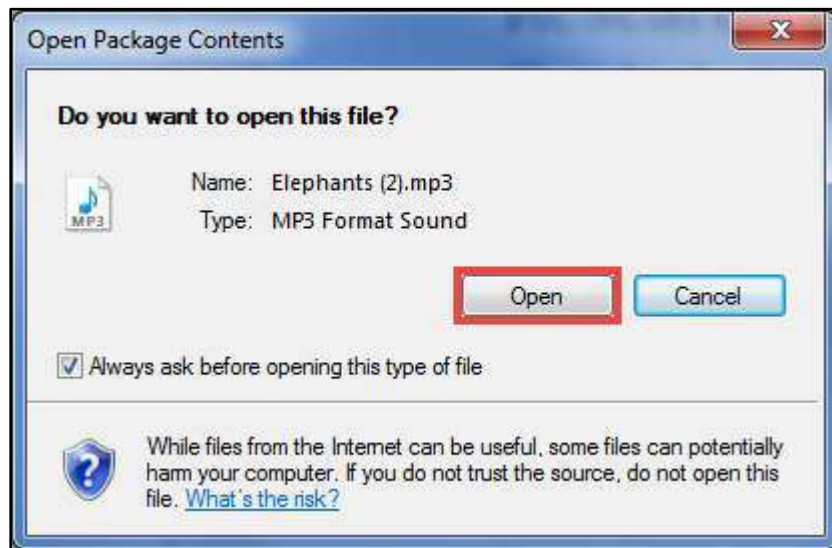 Open Package Contents
Do you want to open this file?
Name: Elephants (2).mp3
MP3
Type: MP3 Format Sound
Open Cancel
Always ask before opening this type of file
While files from the Internet can be useful, some files can potentially
harm your computer. If you do not trust the source, do not open this
file. What's the risk?